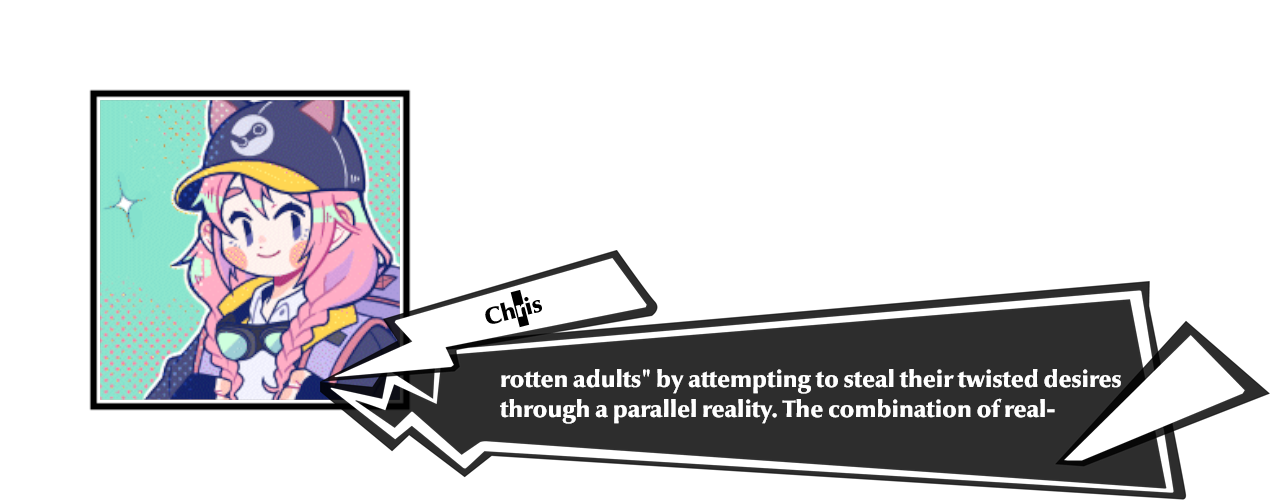 Chris
rotten adults" by attempting to steal their twisted desires
through a parallel reality. The combination of real-